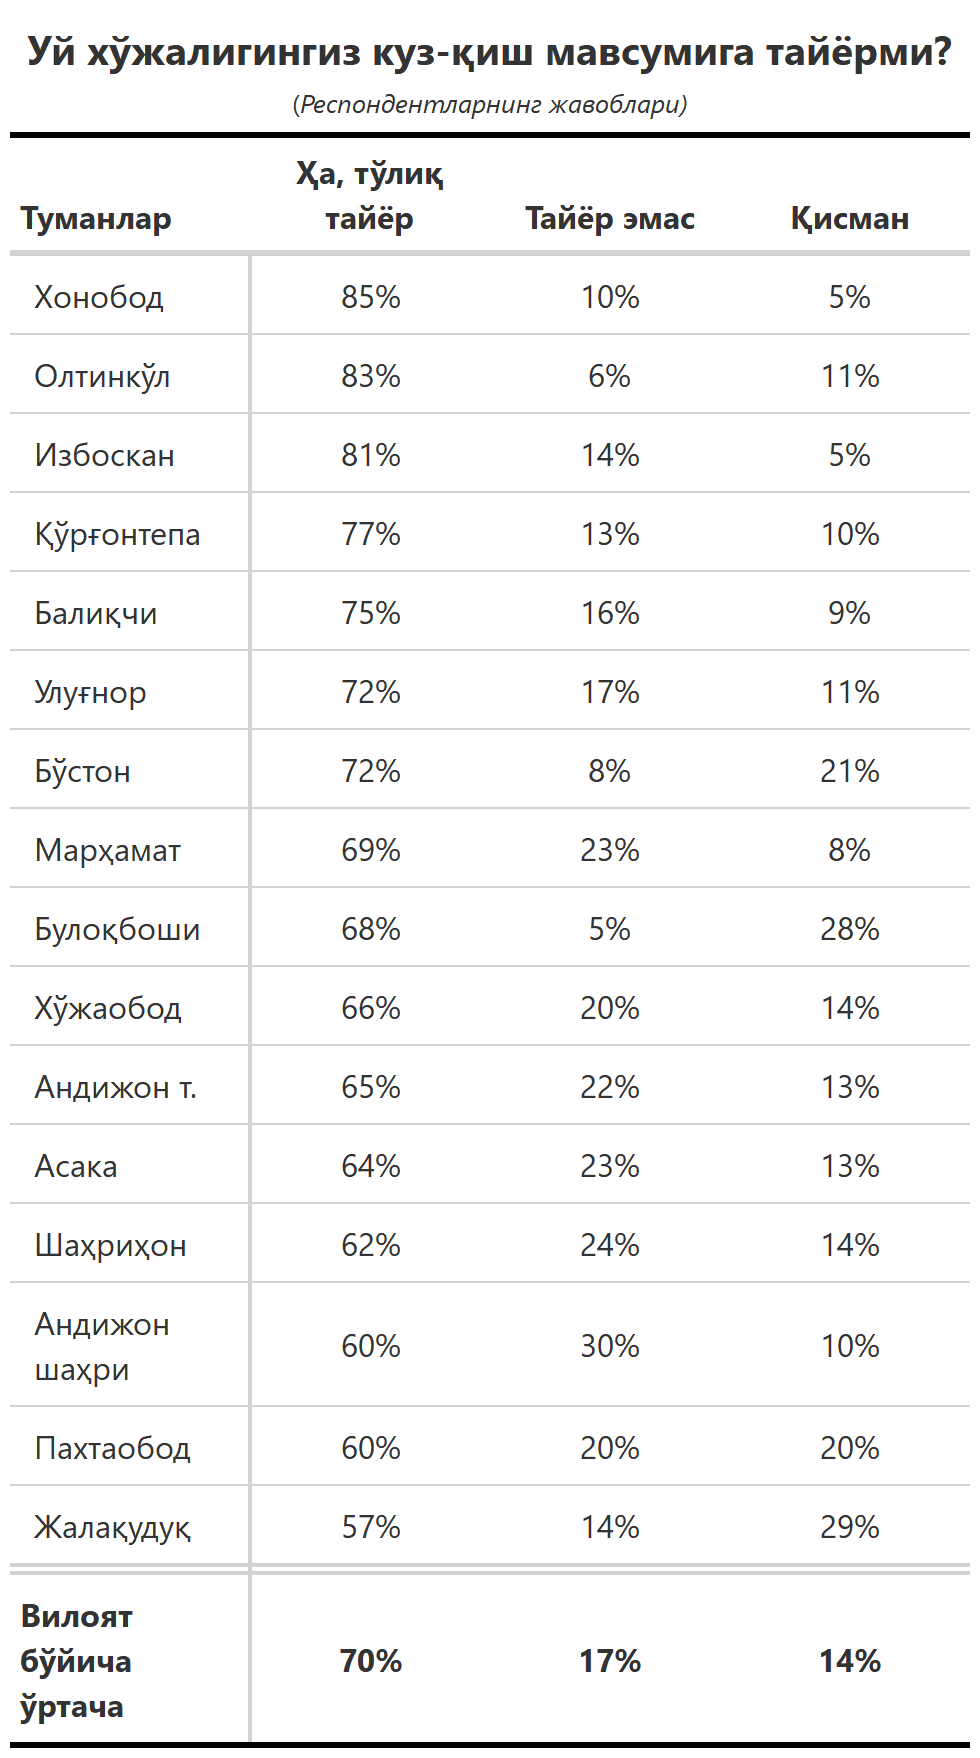 Уй хўжалигингиз куз-қиш мавсумига тайёрми?
(Респондентларнинг жавоблари)
Туманлар Ҳа, тўлиқ тайёр Тайёр эмас Қисман
Хонобод 85% 10% 5%
Олтинкўл 83% 6% 11%
Избоскан 81% 14% 5%
Қўрғонтепа 77% 13% 10%
Балиқчи 75% 16% 9%
Улуғнор 72% 17% 11%
Бўстон 72% 8% 21%
Марҳамат 69% 23% 8%
Булоқбоши 68% 5% 28%
Хўжаобод 66% 20% 14%
Андижон т. 65% 22% 13%
Асака 64% 23% 13%
Шаҳриҳон 62% 24% 14%
Андижон шаҳри 60% 30% 10%
Пахтаобод 60% 20% 20%
Жалақудуқ 57% 14% 29%
Вилоят бўйича ўртача 70% 17% 14%